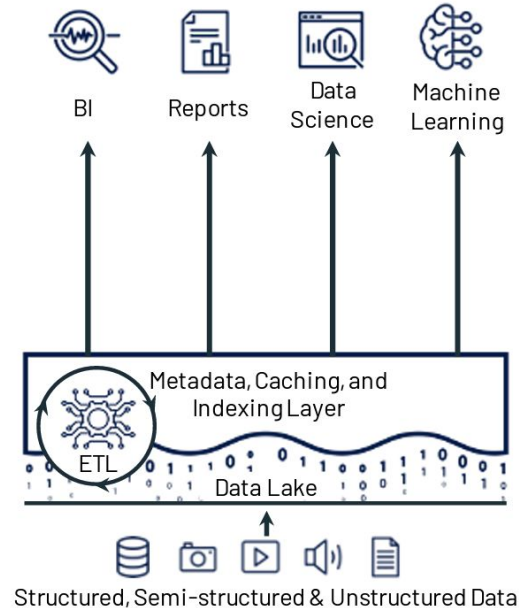 BI
Reports
Data
Science
Machine
Learning
Metadata, Caching, and
Indexing Layer
ETL
Data Lake
Structured, Semi-structured & Unstructured Data